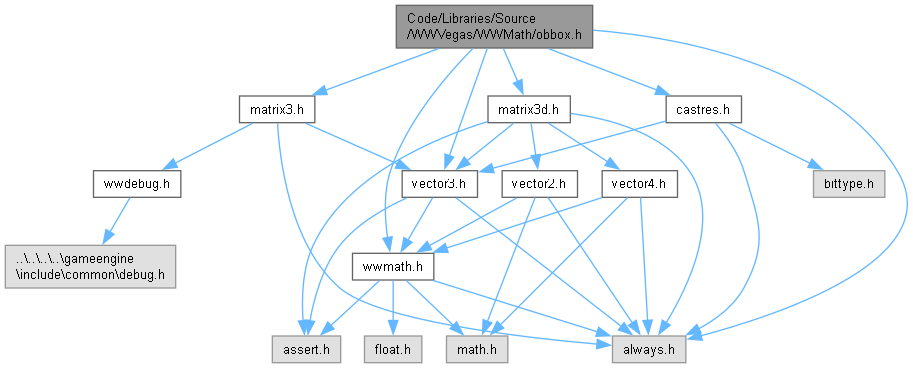 Code/Libraries/Source
/WWVegas/WWMath/obbox.h
matrix3.h
matrix3d.h
castres.h
wwdebug.h
vector3.h
vector2.h
vector4.h
bittype.h
..\..\..\..\gameengine
\include\common\debug.h
wwmath.h
assert.h
float.h
math.h
always.h